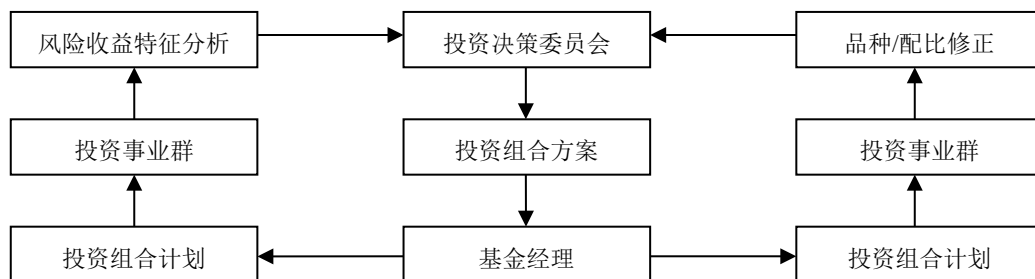 风险收益特征分析
投资决策委员会
品种/配比修正
投资事业群
投资组合方案
投资事业群
投资组合计划
基金经理
投资组合计划